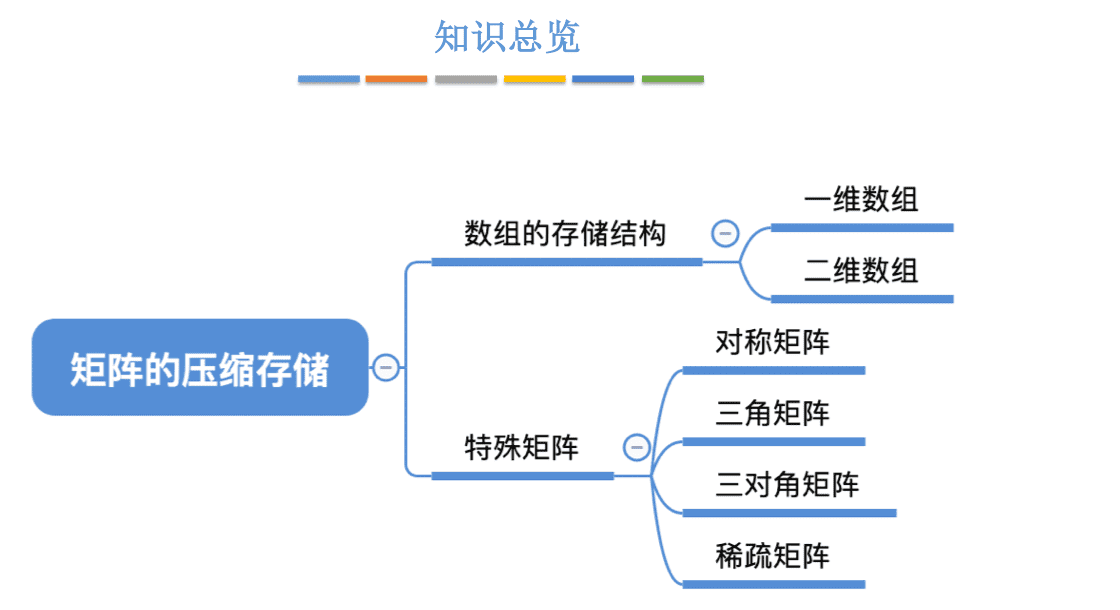 知识总览
矩阵的压缩存储
数组的存储结构
一维数组
二维数组
特殊矩阵
对称矩阵
三角矩阵
三对角矩阵
稀疏矩阵